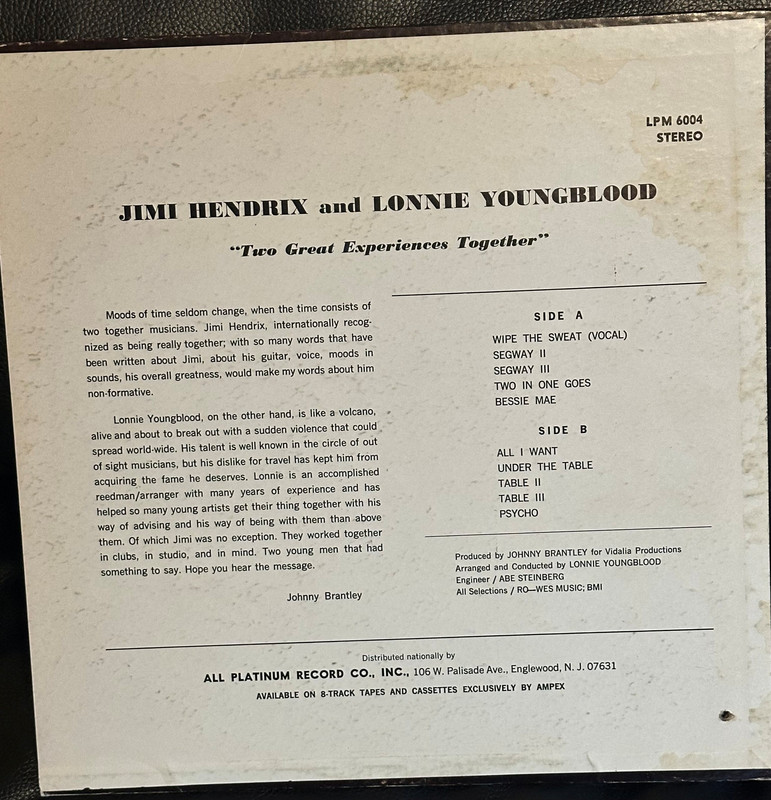 LPM 6004
STEREO
JIMI HENDRIX and LONNIE YOUNGBLOOD
"Two Great Experiences Together"
Moods of time seldom change, when the time consists of
two together musicians. Jimi Hendrix, internationally recog-
nized as being really together; with so many words that have
been written about Jimi, about his guitar, voice, moods in
sounds, his overall greatness, would make my words about him
non-formative.
Lonnie Youngblood, on the other hand, is like a volcano,
alive and about to break out with a sudden violence that could
spread world-wide. His talent is well known in the circle of out
of sight musicians, but his dislike for travel has kept him from
acquiring the fame he deserves. Lonnie is an accomplished
reedman/arranger with many years of experience and has
helped so many young artists get their thing together with his
way of advising and his way of being with them than above
them. Of which Jimi was no exception. They worked together
in clubs, in studio, and in mind. Two young men that had
something to say. Hope you hear the message.
Johnny Brantley
SIDE A
WIPE THE SWEAT (VOCAL)
SEGWAY II
SEGWAY III
TWO IN ONE GOES
BESSIE MAE
SIDE B
ALL I WANT
UNDER THE TABLE
TABLE II
TABLE III
PSYCHO
Produced by JOHNNY BRANTLEY for Vidalia Productions
Arranged and Conducted by LONNIE YOUNGBLOOD
Engineer / ABE STEINBERG
All Selections / RO—WES MUSIC; BMI
Distributed nationally by
ALL PLATINUM RECORD CO., INC., 106 W. Palisade Ave., Englewood, N. J. 07631
AVAILABLE ON 8-TRACK TAPES AND CASSETTES EXCLUSIVELY BY AMPEX